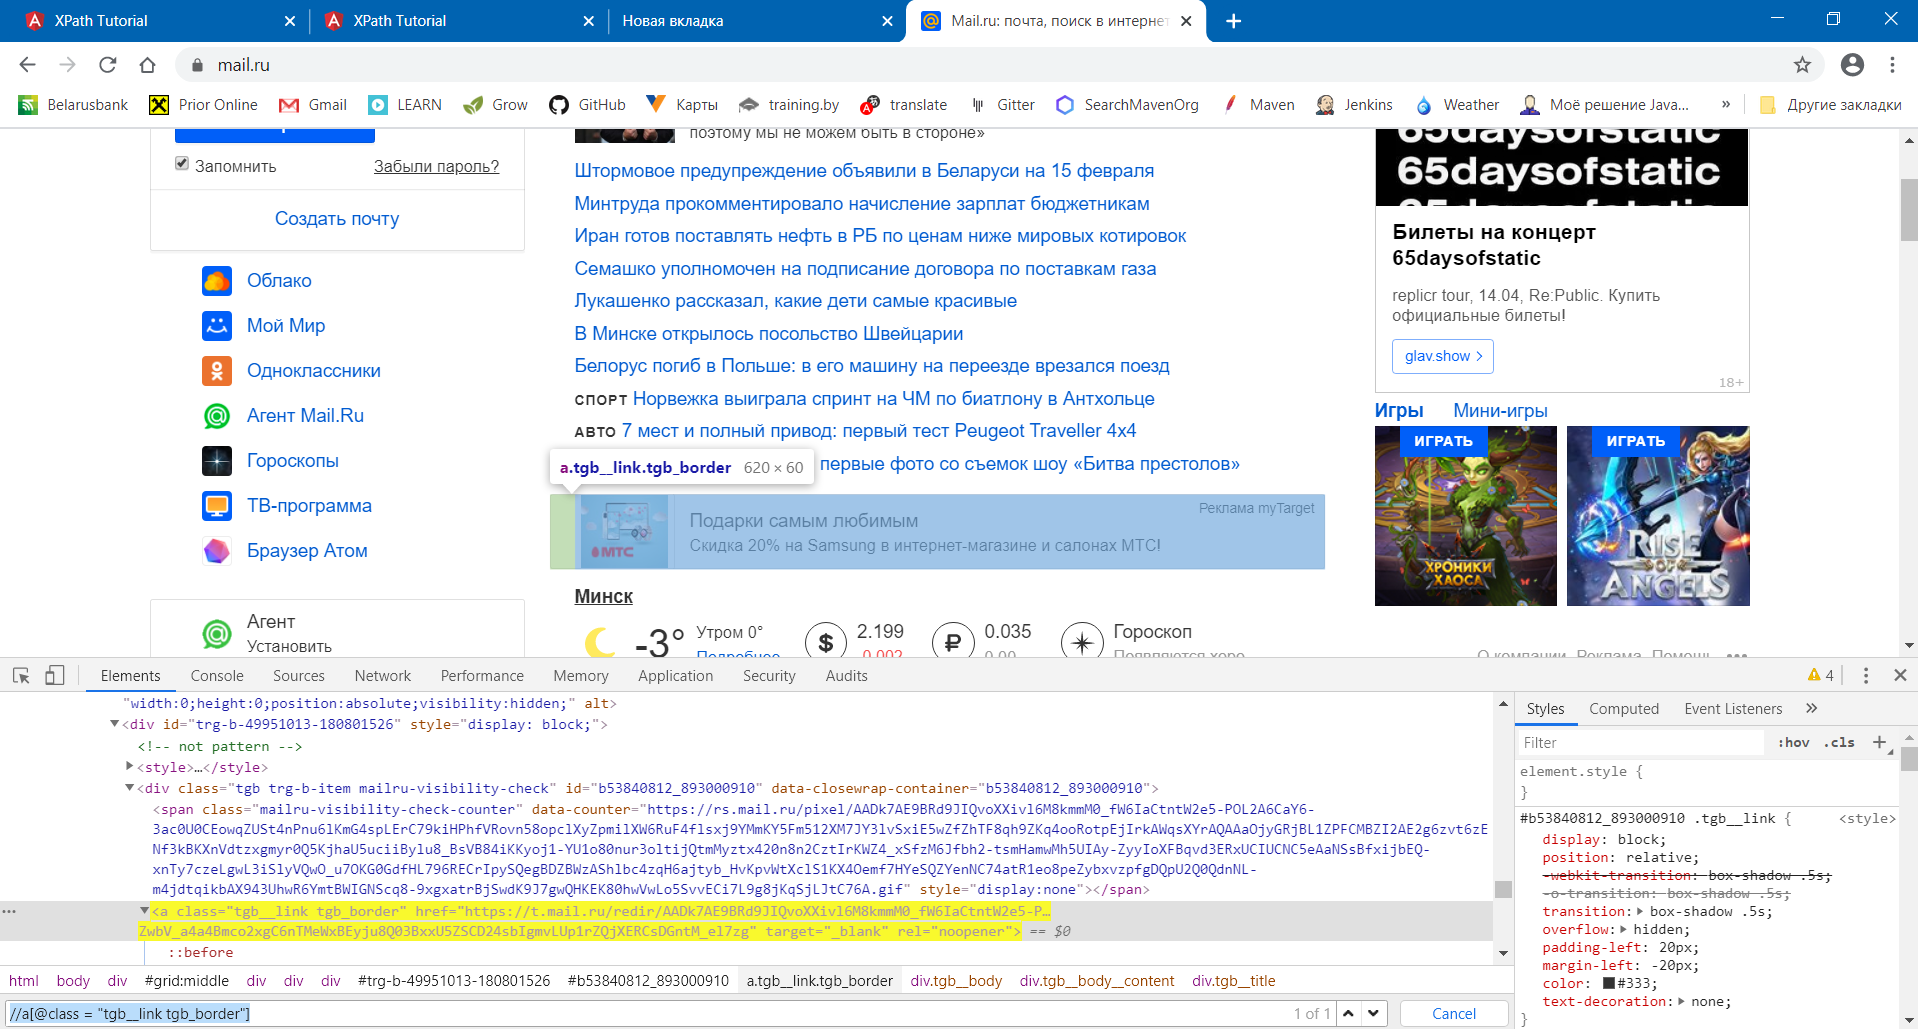 XPath Tutorial
XPath Tutorial
Новая вкладка
Mail.ru: почта, поиск в интернет
mail.ru
Belarusbank
Prior Online
Gmail
LEARN
Grow
GitHub
Карты
training.by
translate
Gitter
SearchMavenOrg
Maven
Jenkins
Weather
Моё решение Java...
»
Другие закладки
Запомнить
Забыли пароль?
Создать почту
Облако
Мой Мир
Одноклассники
Агент Mail.Ru
Гороскопы
ТВ-программа
Браузер Атом
Агент
Установить
поэтому мы не можем быть в стороне»
Штормовое предупреждение объявили в Беларуси на 15 февраля
Минтруда прокомментировало начисление зарплат бюджетникам
Иран готов поставлять нефть в РБ по ценам ниже мировых котировок
Семашко уполномочен на подписание договора по поставкам газа
Лукашенко рассказал, какие дети самые красивые
В Минске открылось посольство Швейцарии
Белорус погиб в Польше: в его машину на переезде врезался поезд
СПОРТ Норвежка выиграла спринт на ЧМ по биатлону в Антхольце
АВТО 7 мест и полный привод: первый тест Peugeot Traveller 4x4
первые фото со съемок шоу «Битва престолов»
a.tgb__link.tgb_border 620 × 60
МТС
Подарки самым любимым
Скидка 20% на Samsung в интернет-магазине и салонах МТС!
Реклама myTarget
Минск
-3°
Утром 0°
Подробнее
$
2.199
-0.002
₽
0.035
0.00
Гороскоп
65daysofstatic
65daysofstatic
65daysofstatic
Билеты на концерт
65daysofstatic
replicr tour, 14.04, Re:Public. Купить
официальные билеты!
glav.show
18+
Игры
Мини-игры
ИГРАТЬ
ХРОНИКИ
ХАОСА
ИГРАТЬ
RISE
OF
ANGELS
О компании Реклама Помощь
Elements
Console
Sources
Network
Performance
Memory
Application
Security
Audits
4
"width:0;height:0;position:absolute;visibility:hidden;" alt>
<div id="trg-b-49951013-180801526" style="display: block;">
<!-- not pattern -->
<style>…</style>
<div class="tgb trg-b-item mailru-visibility-check" id="b53840812_893000910" data-closewrap-container="b53840812_893000910">
<span class="mailru-visibility-check-counter" data-counter="https://rs.mail.ru/pixel/AADk7AE9BRd9JIQvoXXivl6M8kmmM0_fW6IaCtntW2e5-POL2A6CaY6-
style="display:none"></span>
<a class="tgb__link tgb_border" href="https://t.mail.ru/redir/AADk7AE9BRd9JIQvoXXivl6M8kmmM0_fW6IaCtntW2e5-P…
target="_blank" rel="noopener"> == $0
::before
html
body
div
#grid:middle
div
div
div
#trg-b-49951013-180801526
#b53840812_893000910
a.tgb__link.tgb_border
div.tgb__body
div.tgb__body__content
div.tgb__title
//a[@class = "tgb__link tgb_border"]
1 of 1
Cancel
Styles
Computed
Event Listeners
»
Filter
:hov
.cls
+
element.style {
}
#b53840812_893000910 .tgb__link {
<style>
display: block;
position: relative;
-webkit-transition: box-shadow .5s;
-o-transition: box-shadow .5s;
transition: box-shadow .5s;
overflow: hidden;
padding-left: 20px;
margin-left: -20px;
color: #333;
text-decoration: none;
}